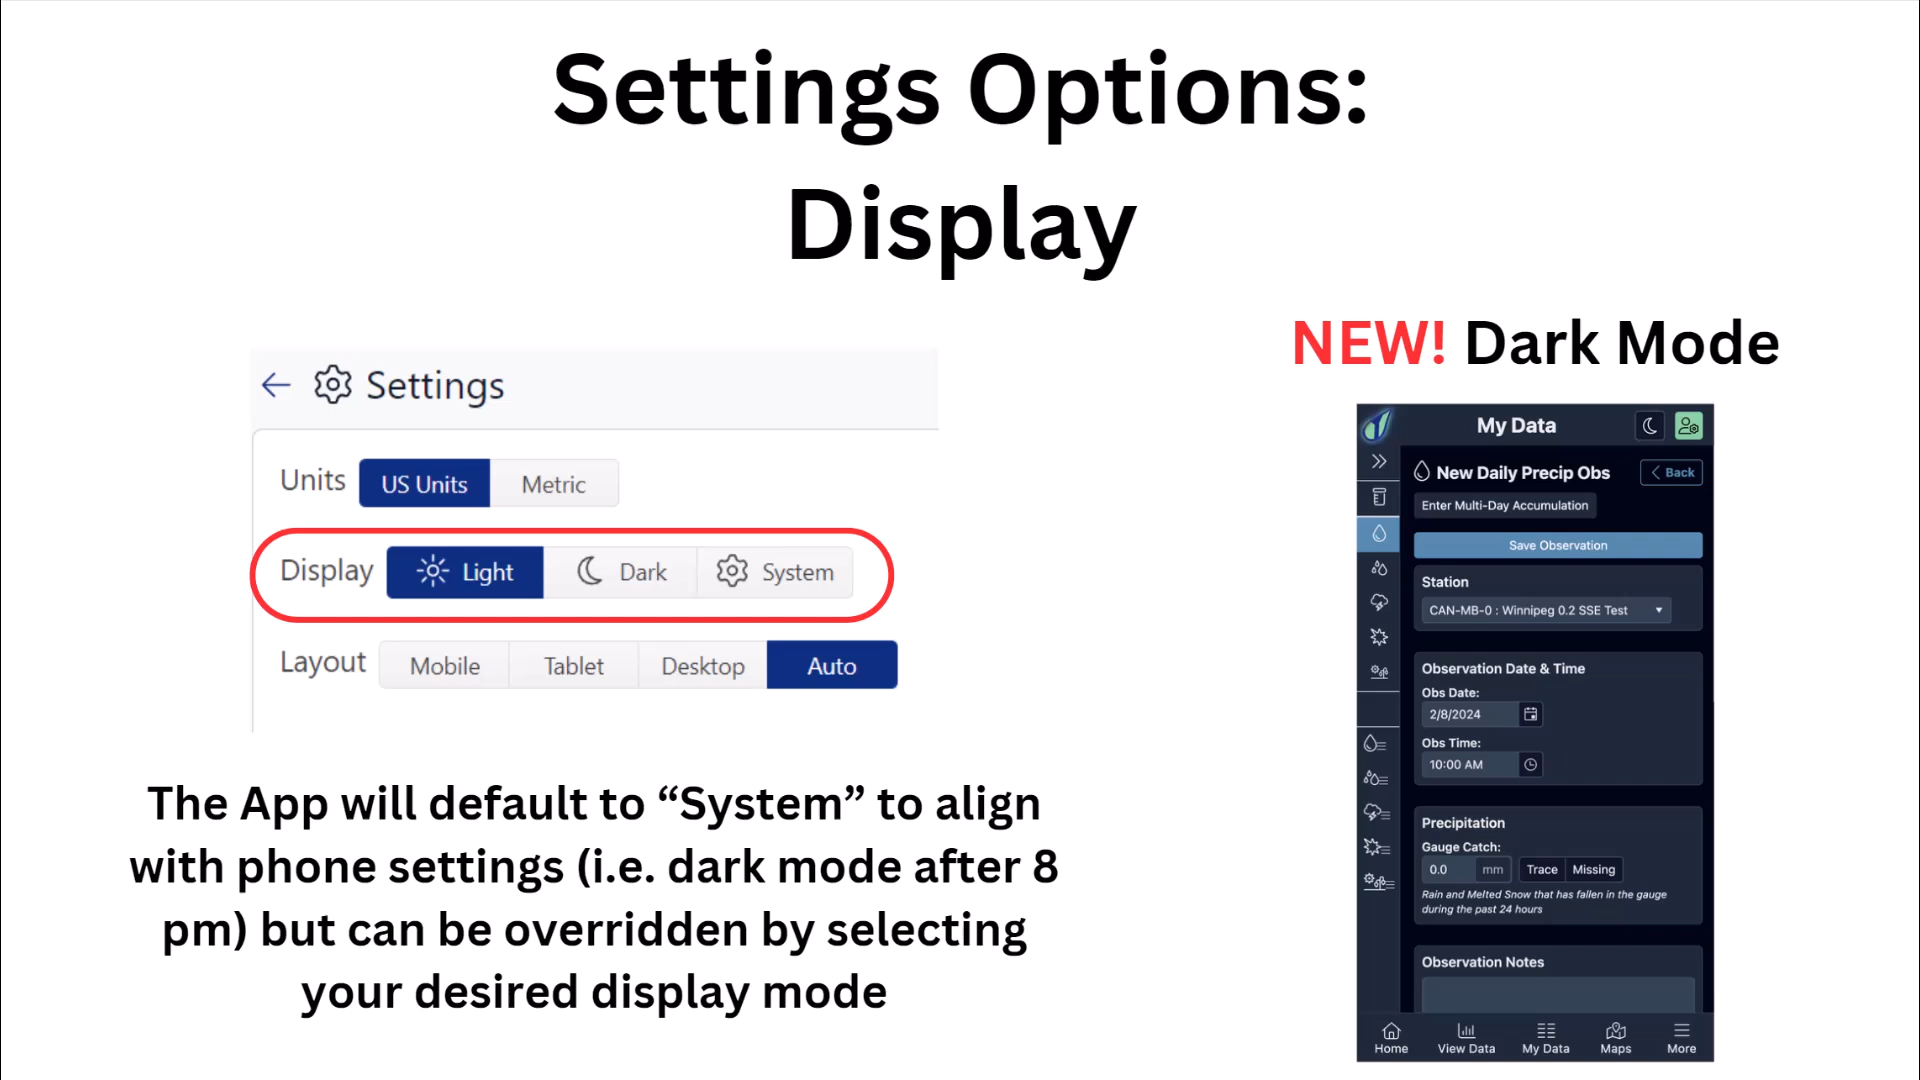 Settings Options:
Display
Settings
Units US Units Metric
Display Light Dark System
Layout Mobile Tablet Desktop Auto
The App will default to “System” to align
with phone settings (i.e. dark mode after 8
pm) but can be overridden by selecting
your desired display mode
NEW! Dark Mode
My Data
New Daily Precip Obs Back
Enter Multi-Day Accumulation
Save Observation
Station
CAN-MB-0 : Winnipeg 0.2 SSE Test
Observation Date & Time
Obs Date:
2/8/2024
Obs Time:
10:00 AM
Precipitation
Gauge Catch:
0.0 mm Trace Missing
Rain and Melted Snow that has fallen in the gauge
during the past 24 hours
Observation Notes
Home View Data My Data Maps More